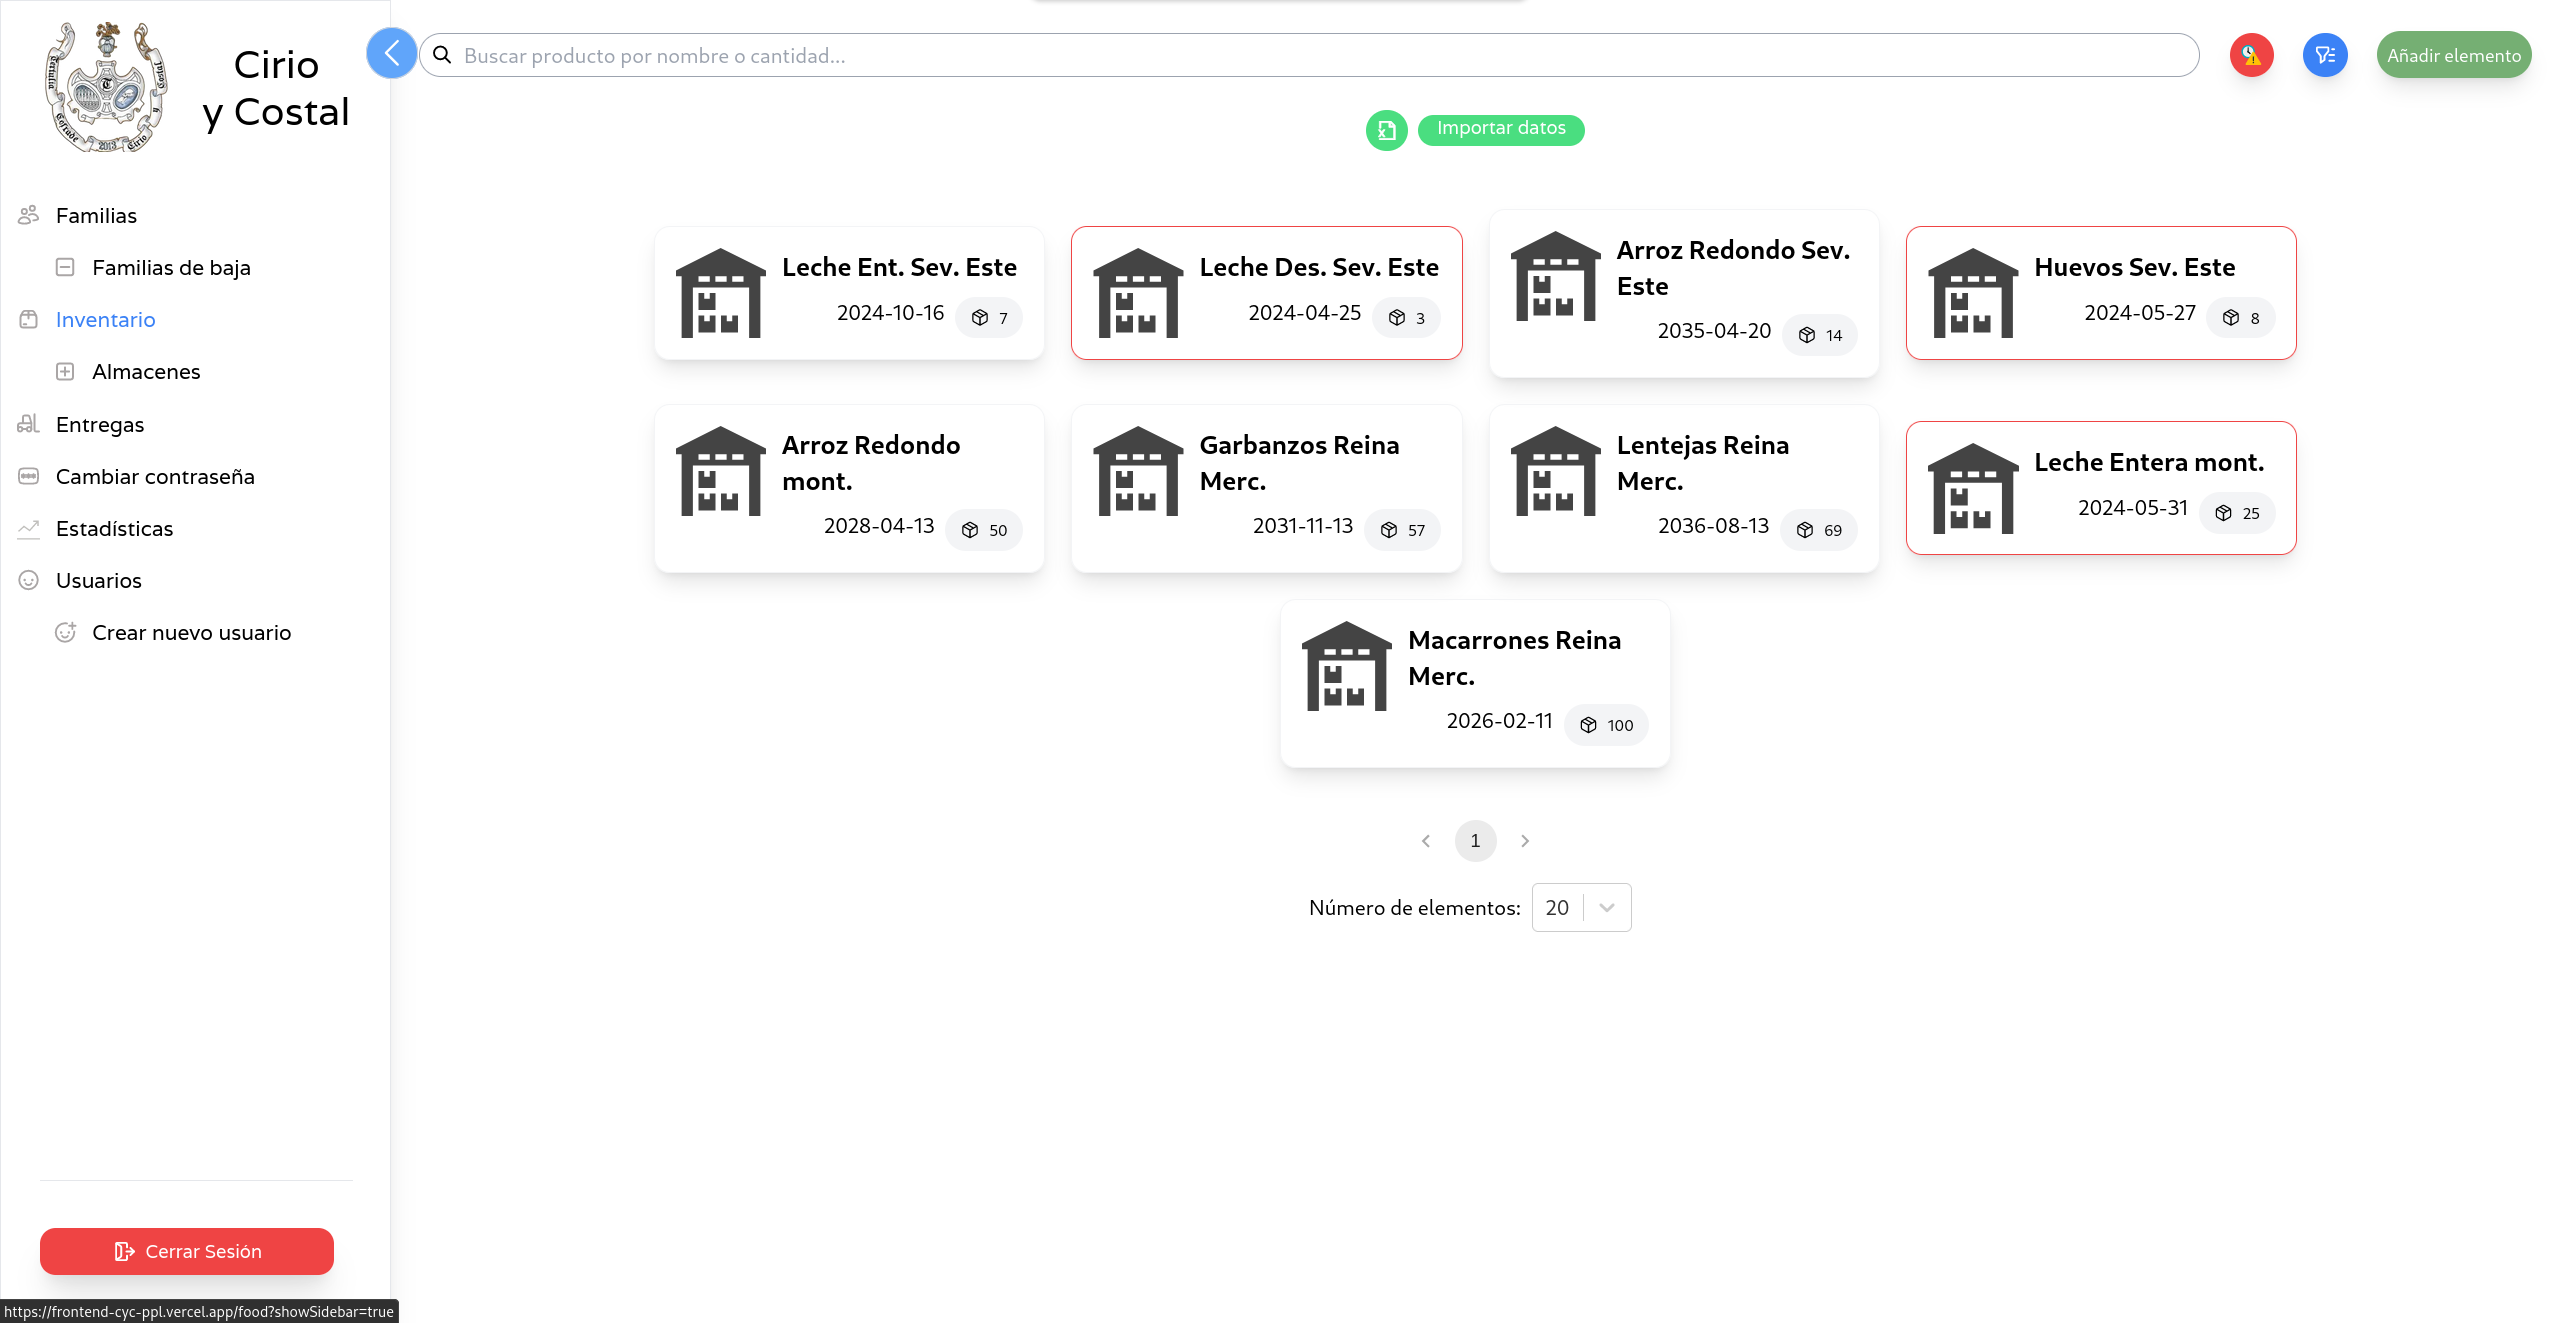 Cirio
y Costal
Tertulia
Cofrade
2013
Cirio
y
Costal
Buscar producto por nombre o cantidad...
Añadir elemento
Importar datos
Familias
Familias de baja
Inventario
Almacenes
Entregas
Cambiar contraseña
Estadísticas
Usuarios
Crear nuevo usuario
Leche Ent. Sev. Este
2024-10-16 7
Leche Des. Sev. Este
2024-04-25 3
Arroz Redondo Sev.
Este
2035-04-20 14
Huevos Sev. Este
2024-05-27 8
Arroz Redondo
mont.
2028-04-13 50
Garbanzos Reina
Merc.
2031-11-13 57
Lentejas Reina
Merc.
2036-08-13 69
Leche Entera mont.
2024-05-31 25
Macarrones Reina
Merc.
2026-02-11 100
1
Número de elementos: 20
Cerrar Sesión
https://frontend-cyc-ppl.vercel.app/food?showSidebar=true